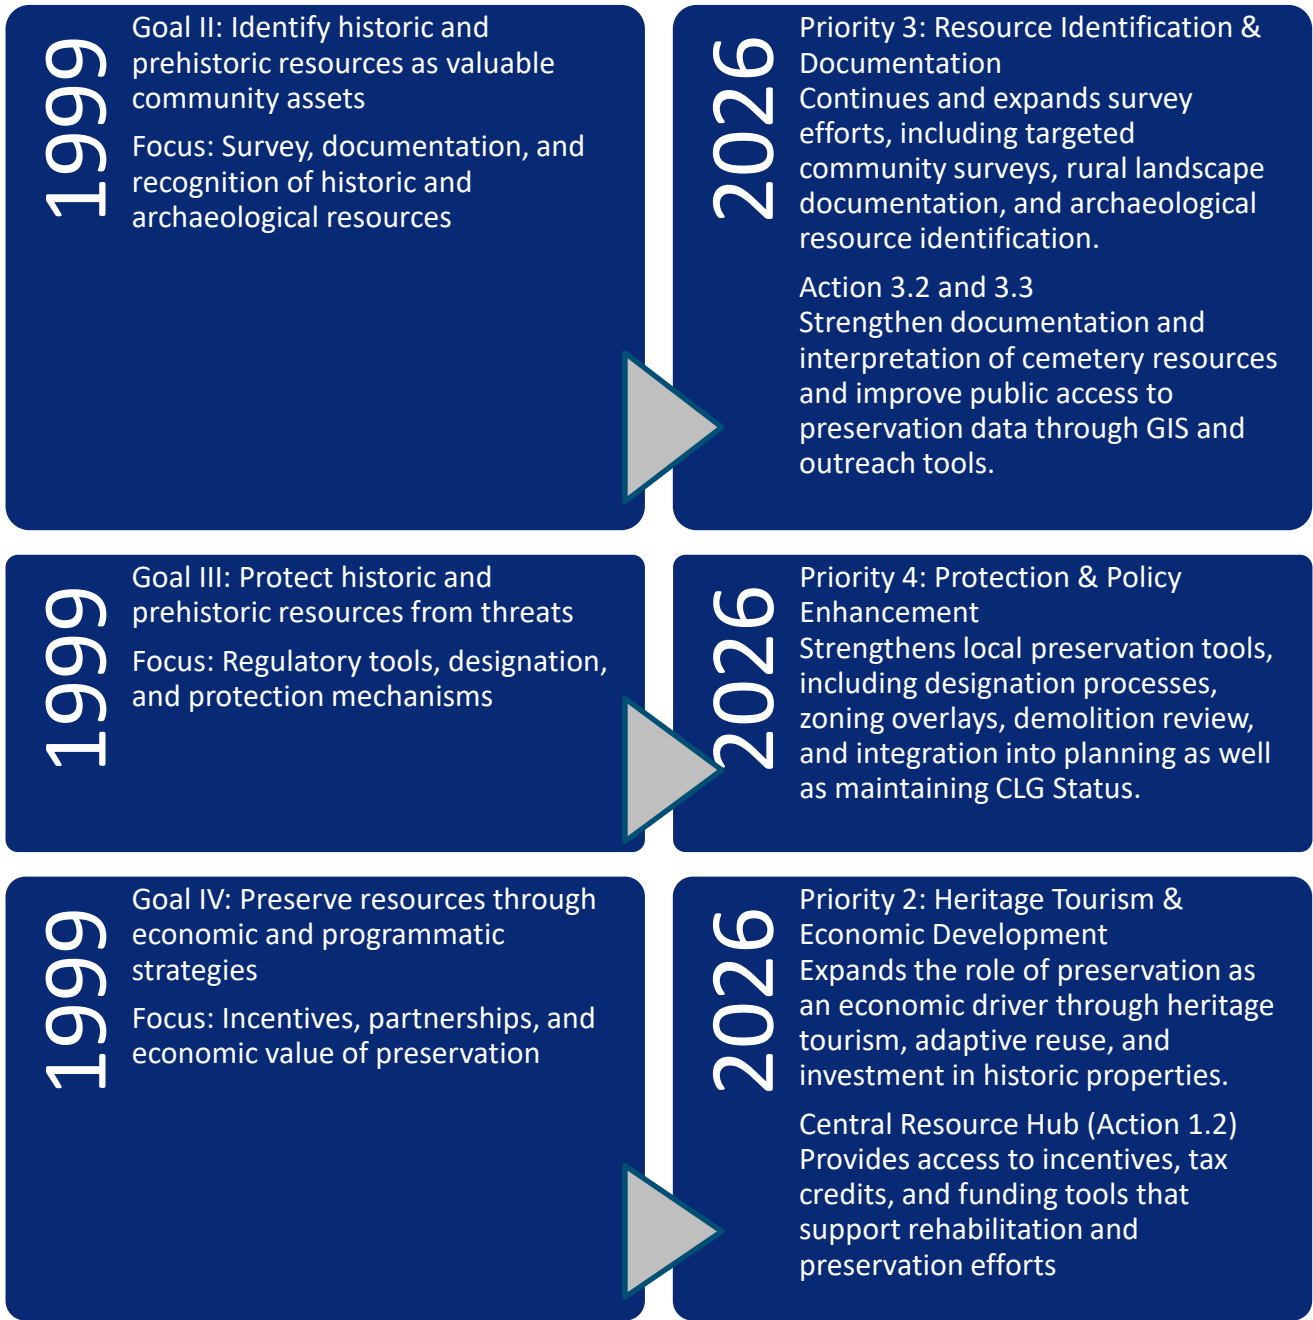 1999
Goal II: Identify historic and
prehistoric resources as valuable
community assets
Focus: Survey, documentation, and
recognition of historic and
archaeological resources
2026
Priority 3: Resource Identification &
Documentation
Continues and expands survey
efforts, including targeted
community surveys, rural landscape
documentation, and archaeological
resource identification.
Action 3.2 and 3.3
Strengthen documentation and
interpretation of cemetery resources
and improve public access to
preservation data through GIS and
outreach tools.
1999
Goal III: Protect historic and
prehistoric resources from threats
Focus: Regulatory tools, designation,
and protection mechanisms
2026
Priority 4: Protection & Policy
Enhancement
Strengthens local preservation tools,
including designation processes,
zoning overlays, demolition review,
and integration into planning as well
as maintaining CLG Status.
1999
Goal IV: Preserve resources through
economic and programmatic
strategies
Focus: Incentives, partnerships, and
economic value of preservation
2026
Priority 2: Heritage Tourism &
Economic Development
Expands the role of preservation as
an economic driver through heritage
tourism, adaptive reuse, and
investment in historic properties.
Central Resource Hub (Action 1.2)
Provides access to incentives, tax
credits, and funding tools that
support rehabilitation and
preservation efforts